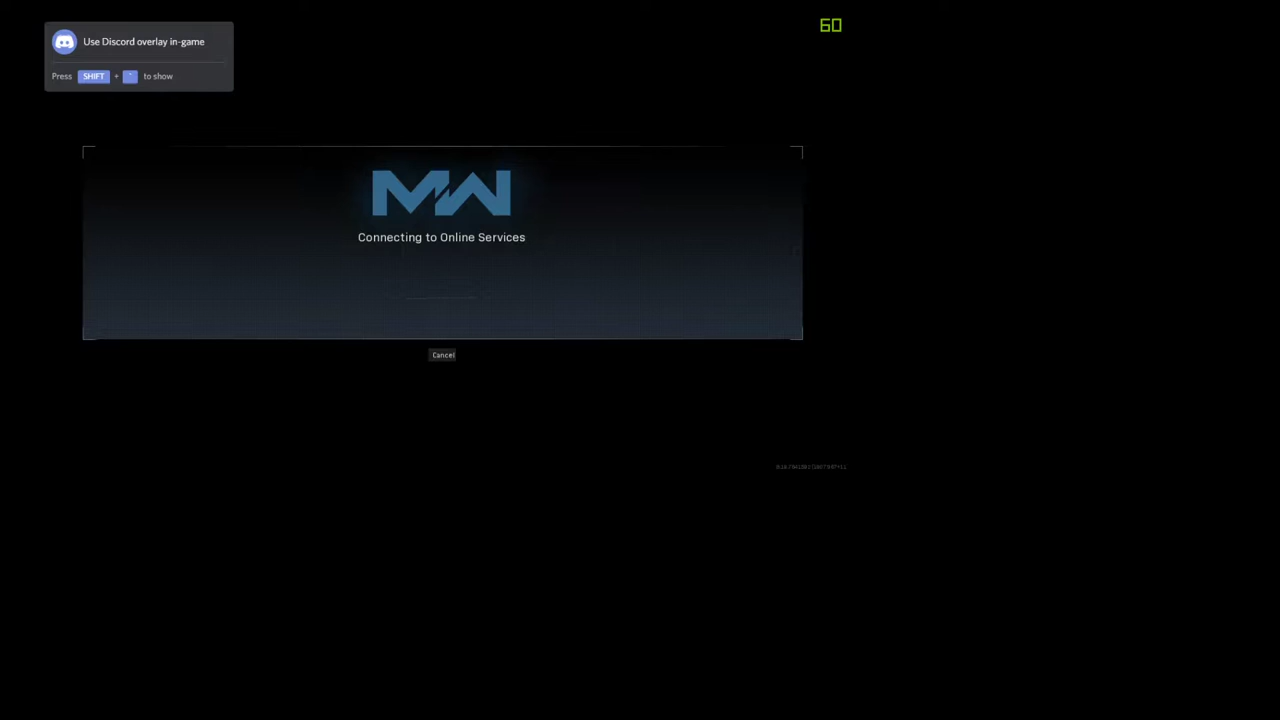 Use Discord overlay in-game
60
Press SHIFT + ` to show
MW
Connecting to Online Services
Cancel